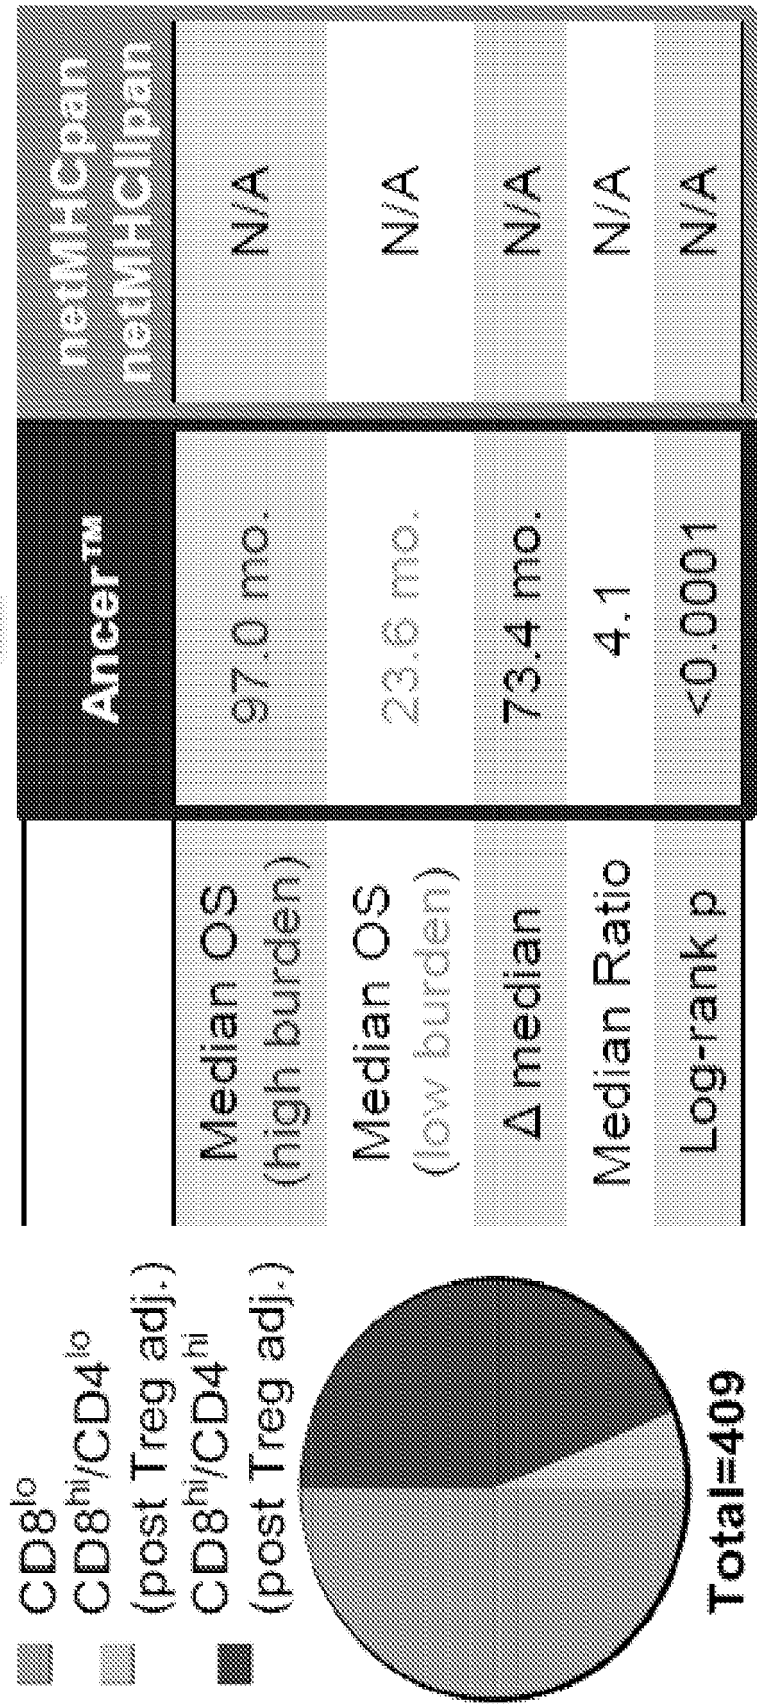 CD8lo
CD8hi/CD4lo
(post Treg adj.)
CD8hi/CD4hi
(post Treg adj.)
Total=409
Ancer™
netMHCpan
netMHCIIpan
Median OS
(high burden)
97.0 mo.
N/A
Median OS
(low burden)
23.6 mo.
N/A
Δ median
73.4 mo.
N/A
Median Ratio
4.1
N/A
Log-rank p
<0.0001
N/A